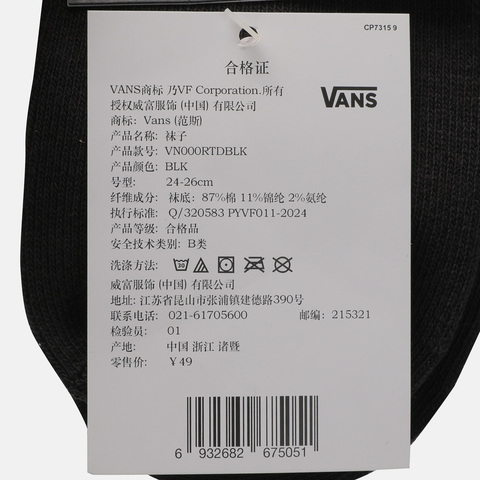 CP7315 9
合格证
VANS商标 乃VF Corporation.所有
授权威富服饰 (中国) 有限公司
VANS
商标: Vans (范斯)
产品名称: 袜子
产品款号: VN000RTDBLK
产品颜色: BLK
号型: 24-26cm
纤维成分: 袜底: 87%棉 11%锦纶 2%氨纶
执行标准: Q/320583 PYVF011-2024
产品等级: 合格品
安全技术类别: B类
洗涤方法: 30
威富服饰 (中国) 有限公司
地址: 江苏省昆山市张浦镇建德路390号
联系电话: 021-61705600 邮编: 215321
检验员: 01
产地: 中国 浙江 诸暨
零售价: ￥49
6 932682 675051